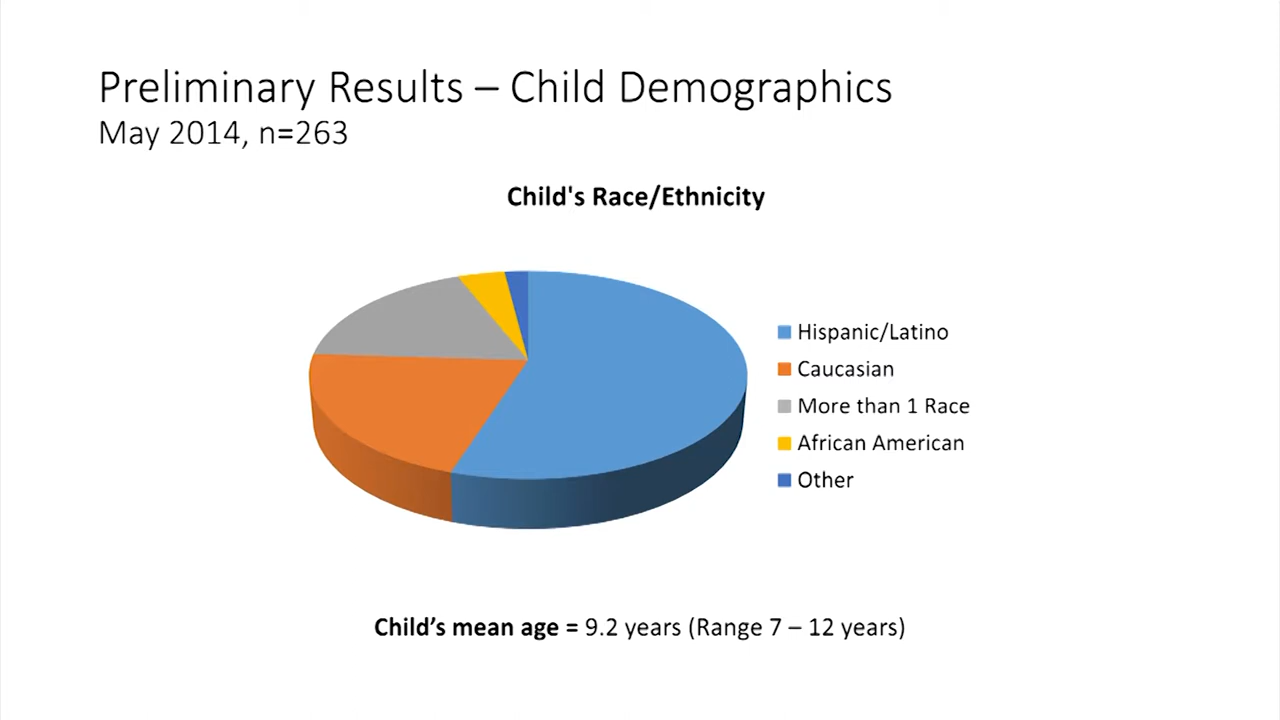 Preliminary Results – Child Demographics
May 2014, n=263
Child's Race/Ethnicity
Hispanic/Latino
Caucasian
More than 1 Race
African American
Other
Child’s mean age = 9.2 years (Range 7 – 12 years)